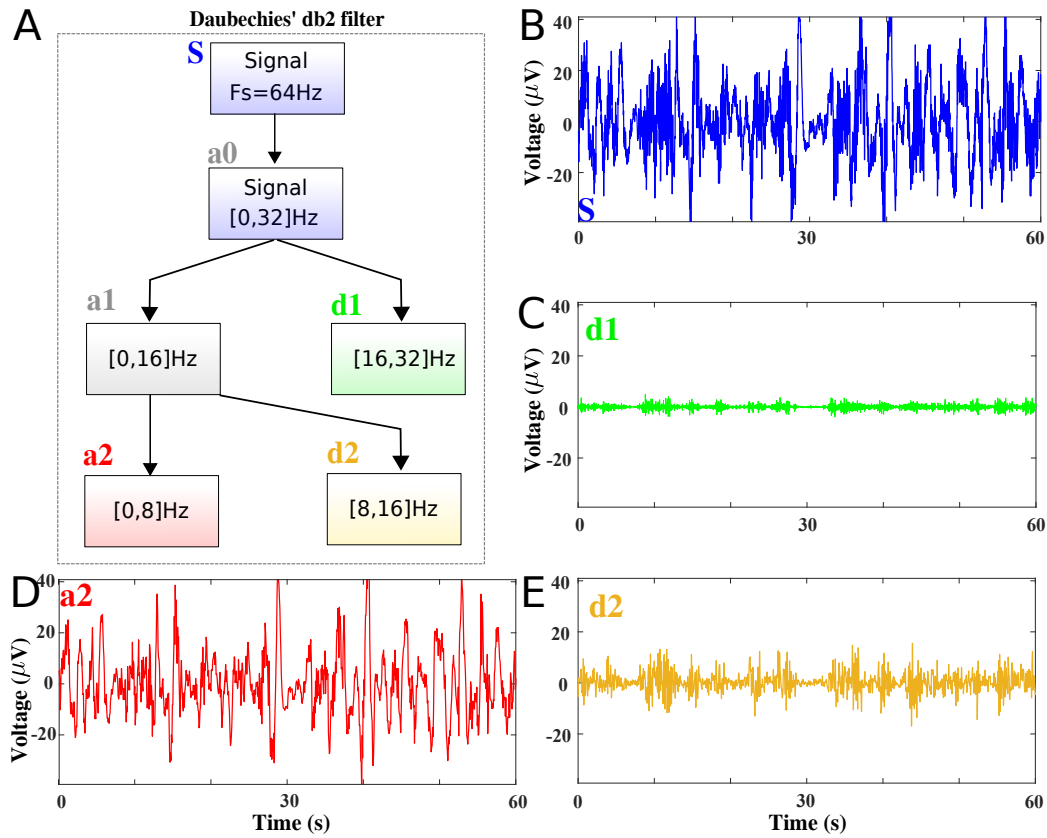 A
Daubechies' db2 filter
S
Signal
Fs=64Hz
a0
Signal
[0,32]Hz
a1
[0,16]Hz
d1
[16,32]Hz
a2
[0,8]Hz
d2
[8,16]Hz
B
Voltage (μV)
40
20
0
-20
S
0
30
60
C
d1
Voltage (μV)
40
20
0
-20
0
30
60
D
a2
Voltage (μV)
40
20
0
-20
0
30
60
Time (s)
E
d2
Voltage (μV)
40
20
0
-20
0
30
60
Time (s)